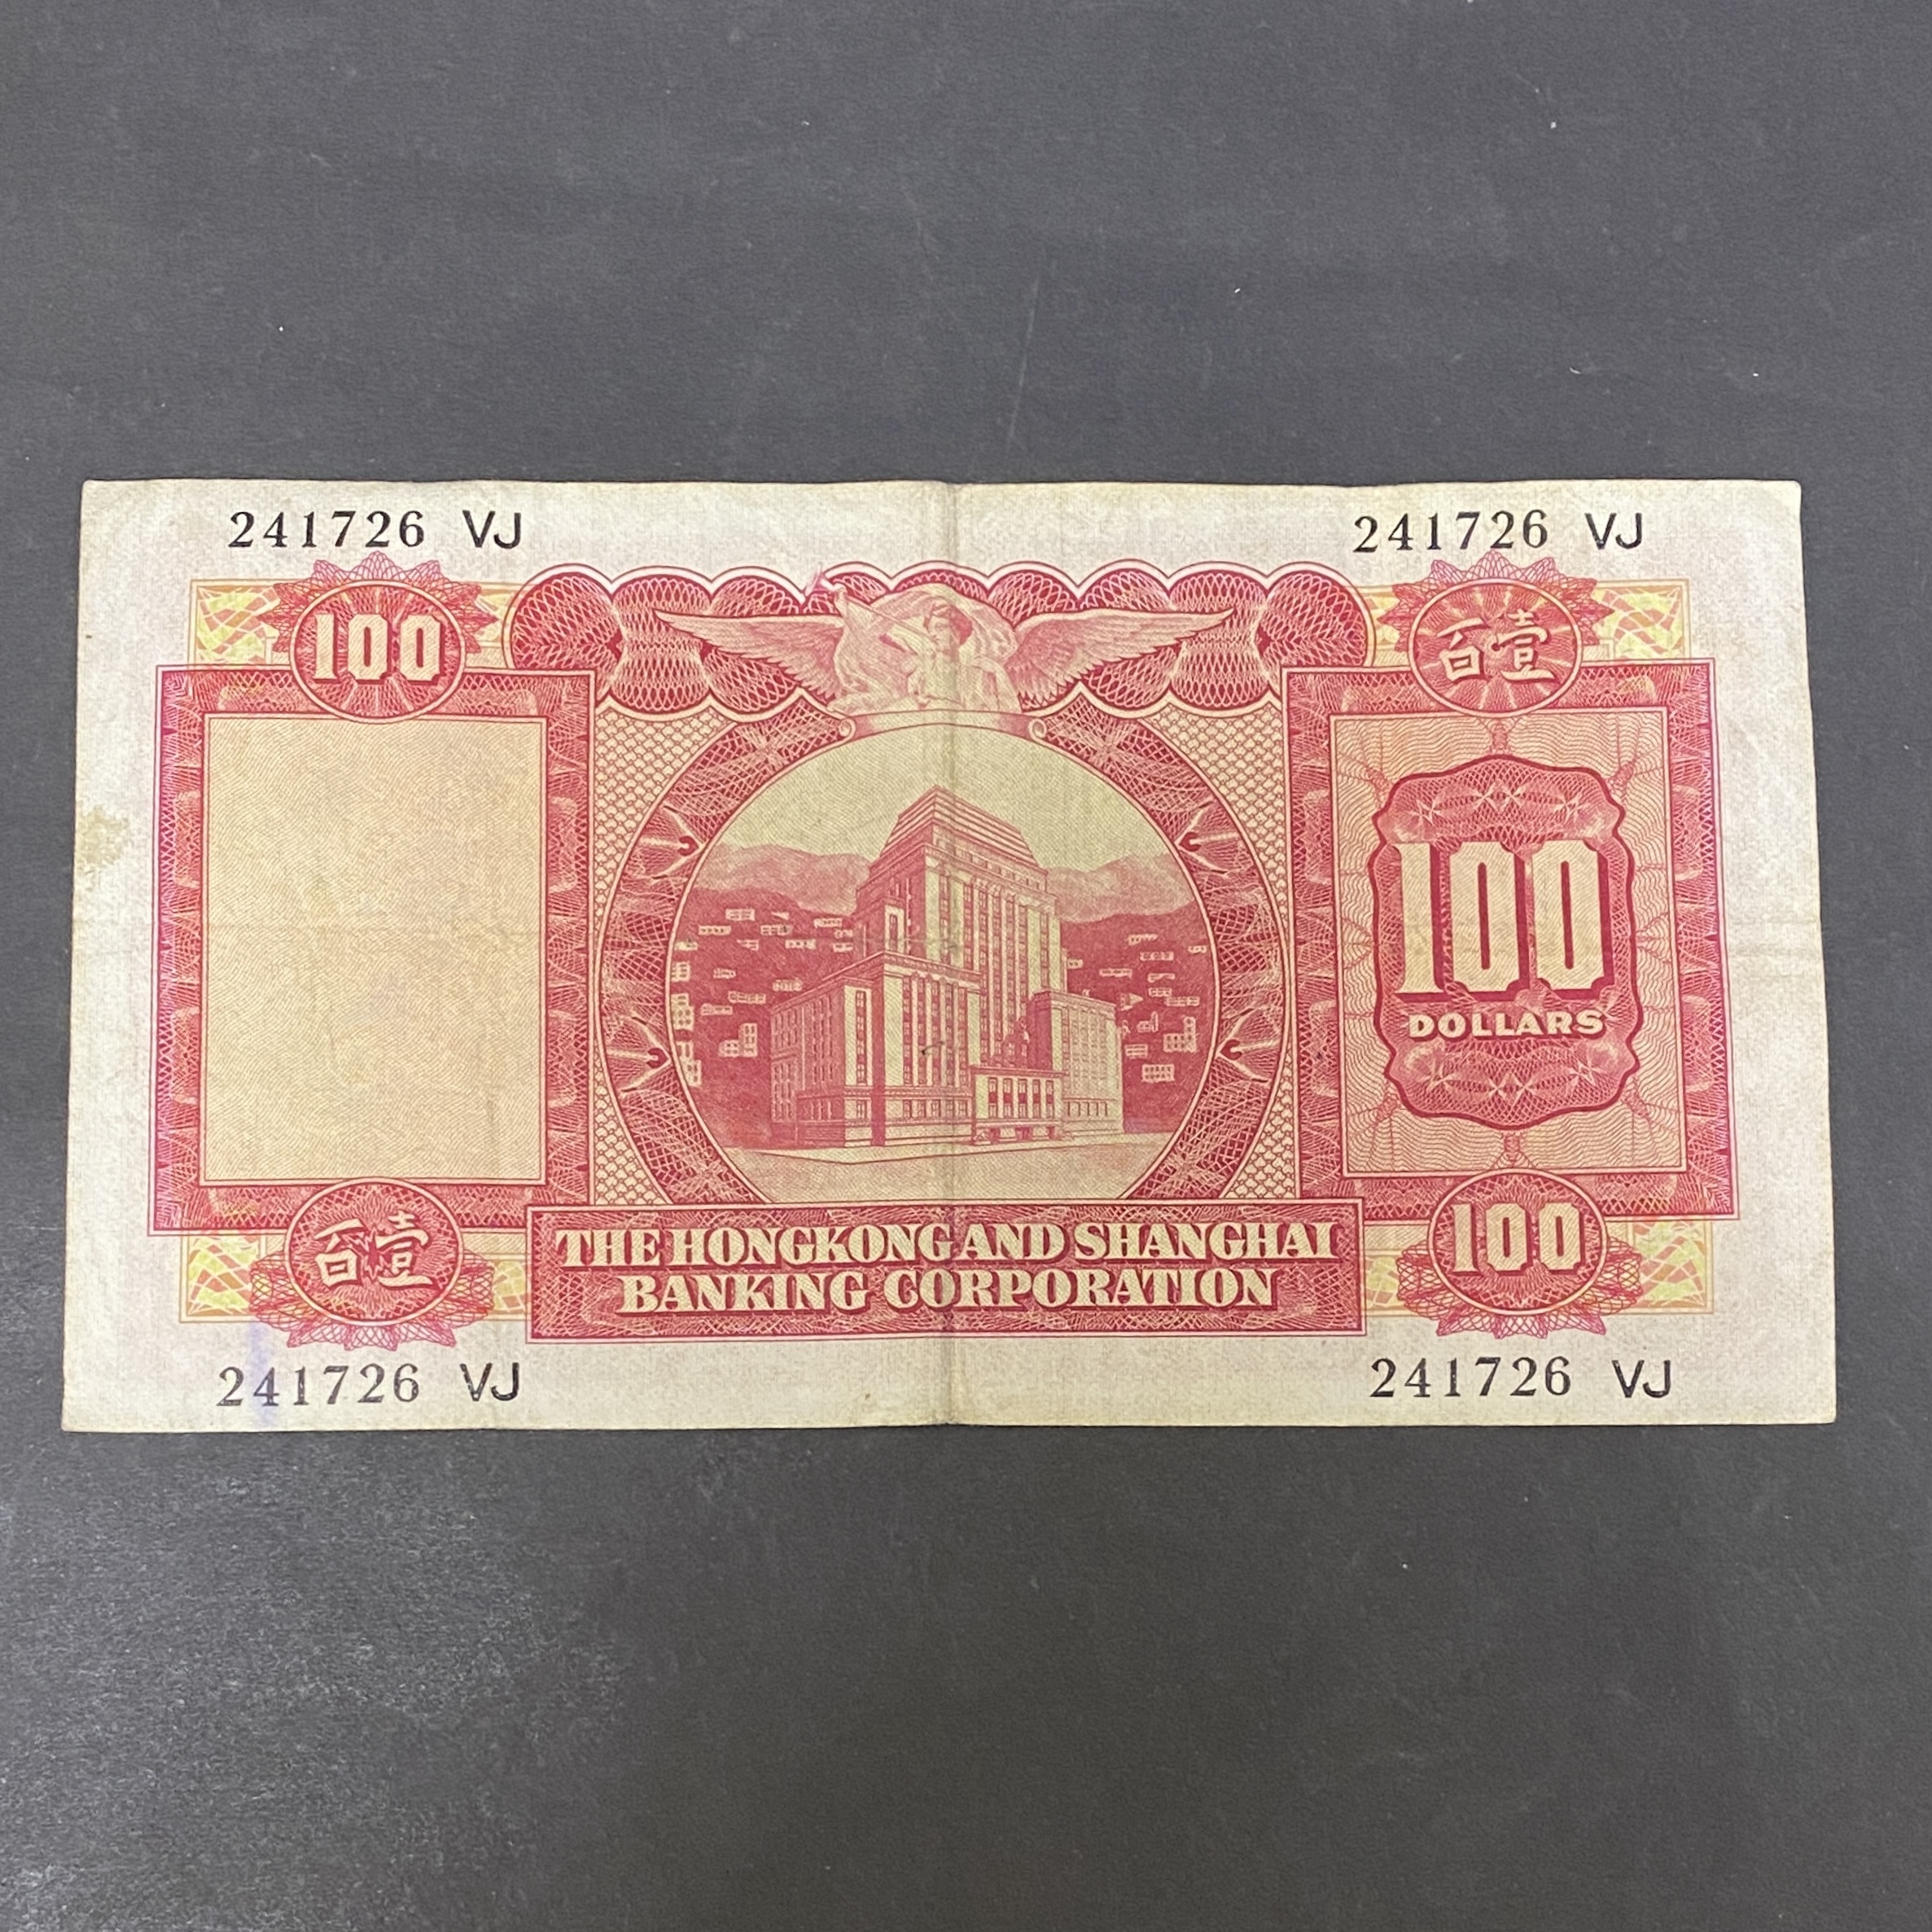 241726 VJ
241726 VJ
100
百壹
100
DOLLARS
百壹
100
THE HONGKONG AND SHANGHAI
BANKING CORPORATION
241726 VJ
241726 VJ